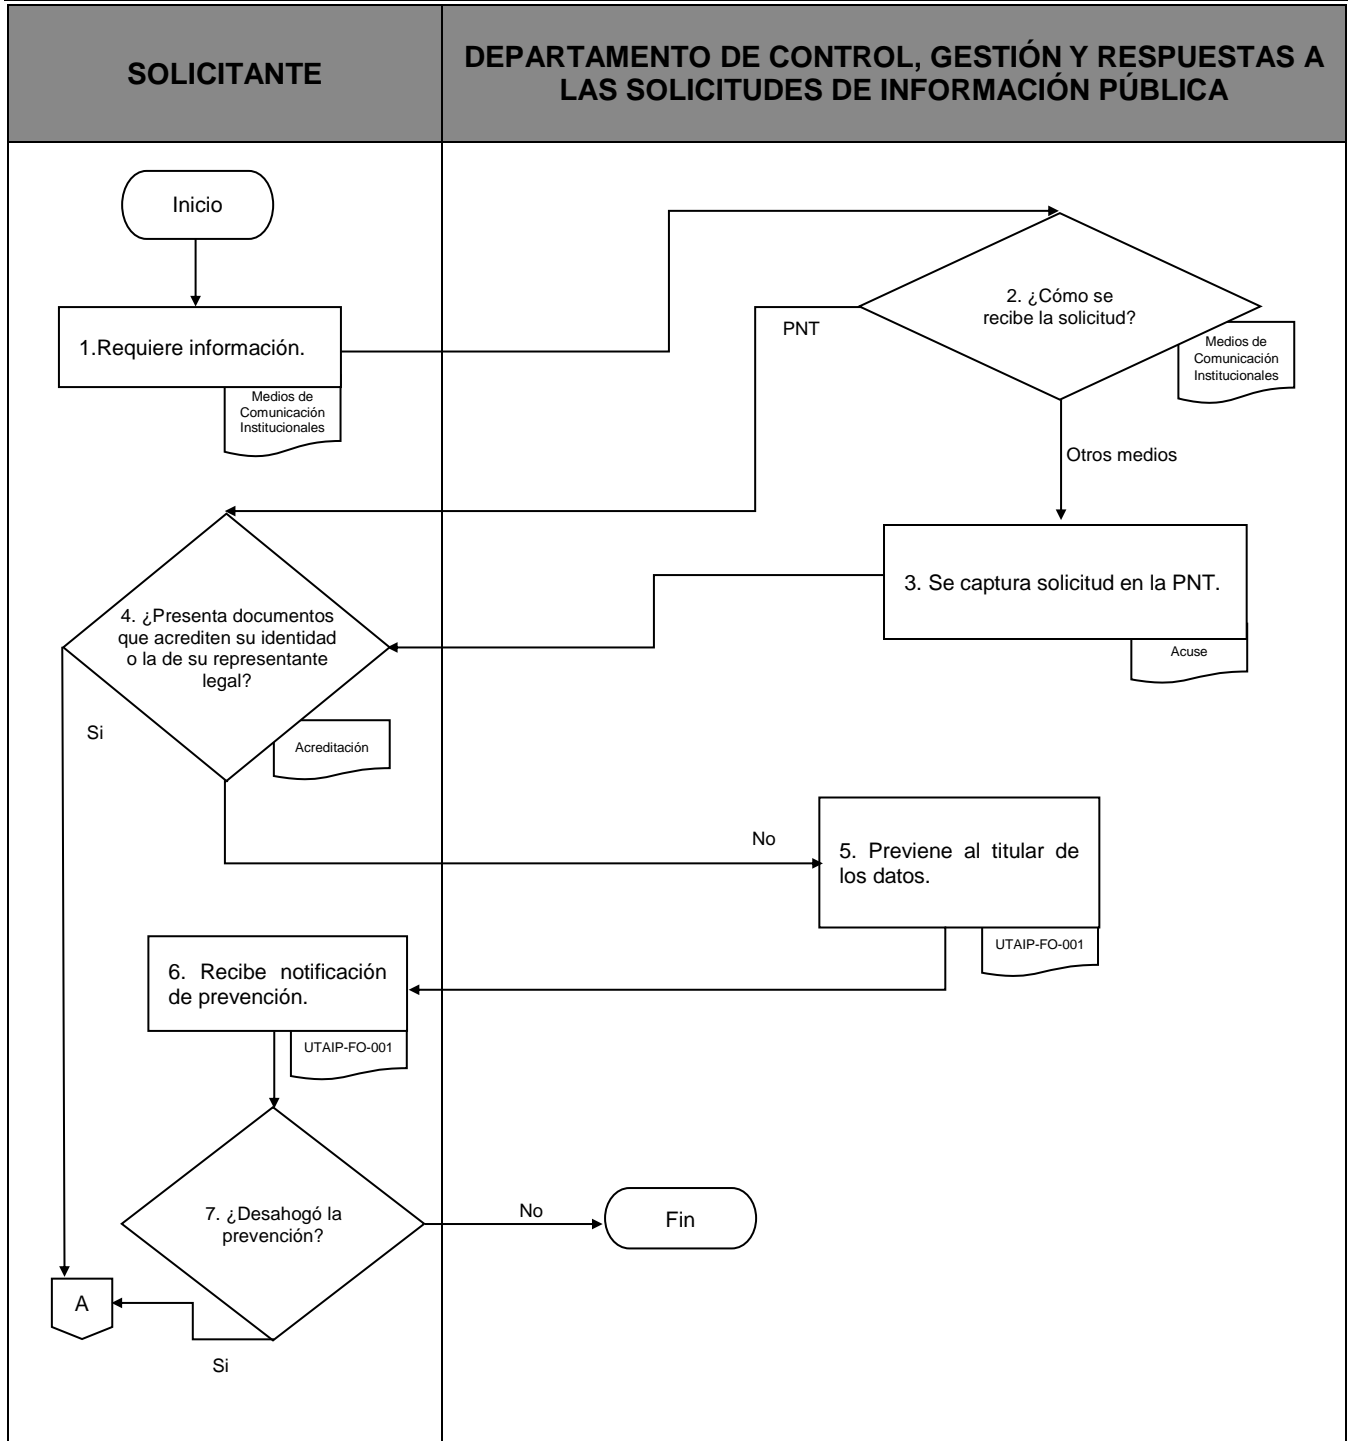 SOLICITANTE
DEPARTAMENTO DE CONTROL, GESTIÓN Y RESPUESTAS A
LAS SOLICITUDES DE INFORMACIÓN PÚBLICA
Inicio
1.Requiere información.
Medios de
Comunicación
Institucionales
2. ¿Cómo se
recibe la solicitud?
Medios de
Comunicación
Institucionales
PNT
Otros medios
3. Se captura solicitud en la PNT.
Acuse
4. ¿Presenta documentos
que acrediten su identidad
o la de su representante
legal?
Acreditación
Si
No
5. Previene al titular de
los datos.
UTAIP-FO-001
6. Recibe notificación
de prevención.
UTAIP-FO-001
7. ¿Desahogó la
prevención?
No
Fin
A
Si